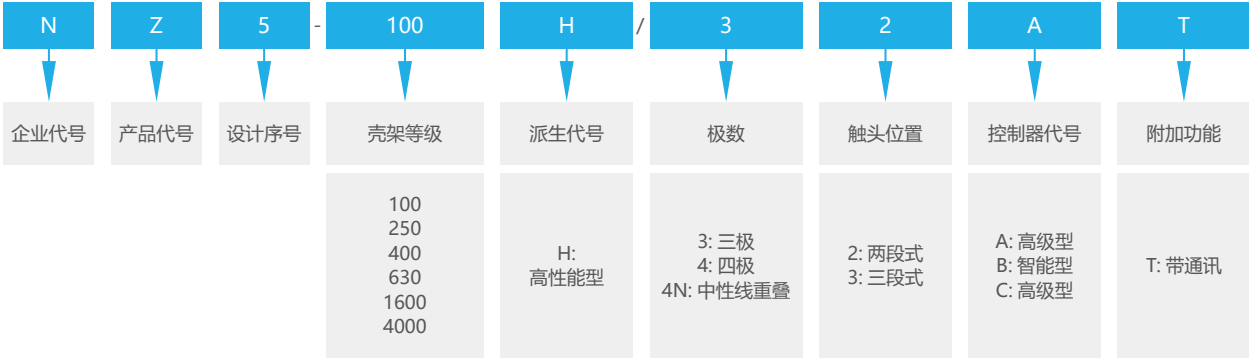 N Z 5 - 100 H / 3 2 A T
企业代号 产品代号 设计序号 壳架等级 派生代号 极数 触头位置 控制器代号 附加功能
100
250
400
630
1600
4000
H:
高性能型
3: 三极
4: 四极
4N: 中性线重叠
2: 两段式
3: 三段式
A: 高级型
B: 智能型
C: 高级型
T: 带通讯